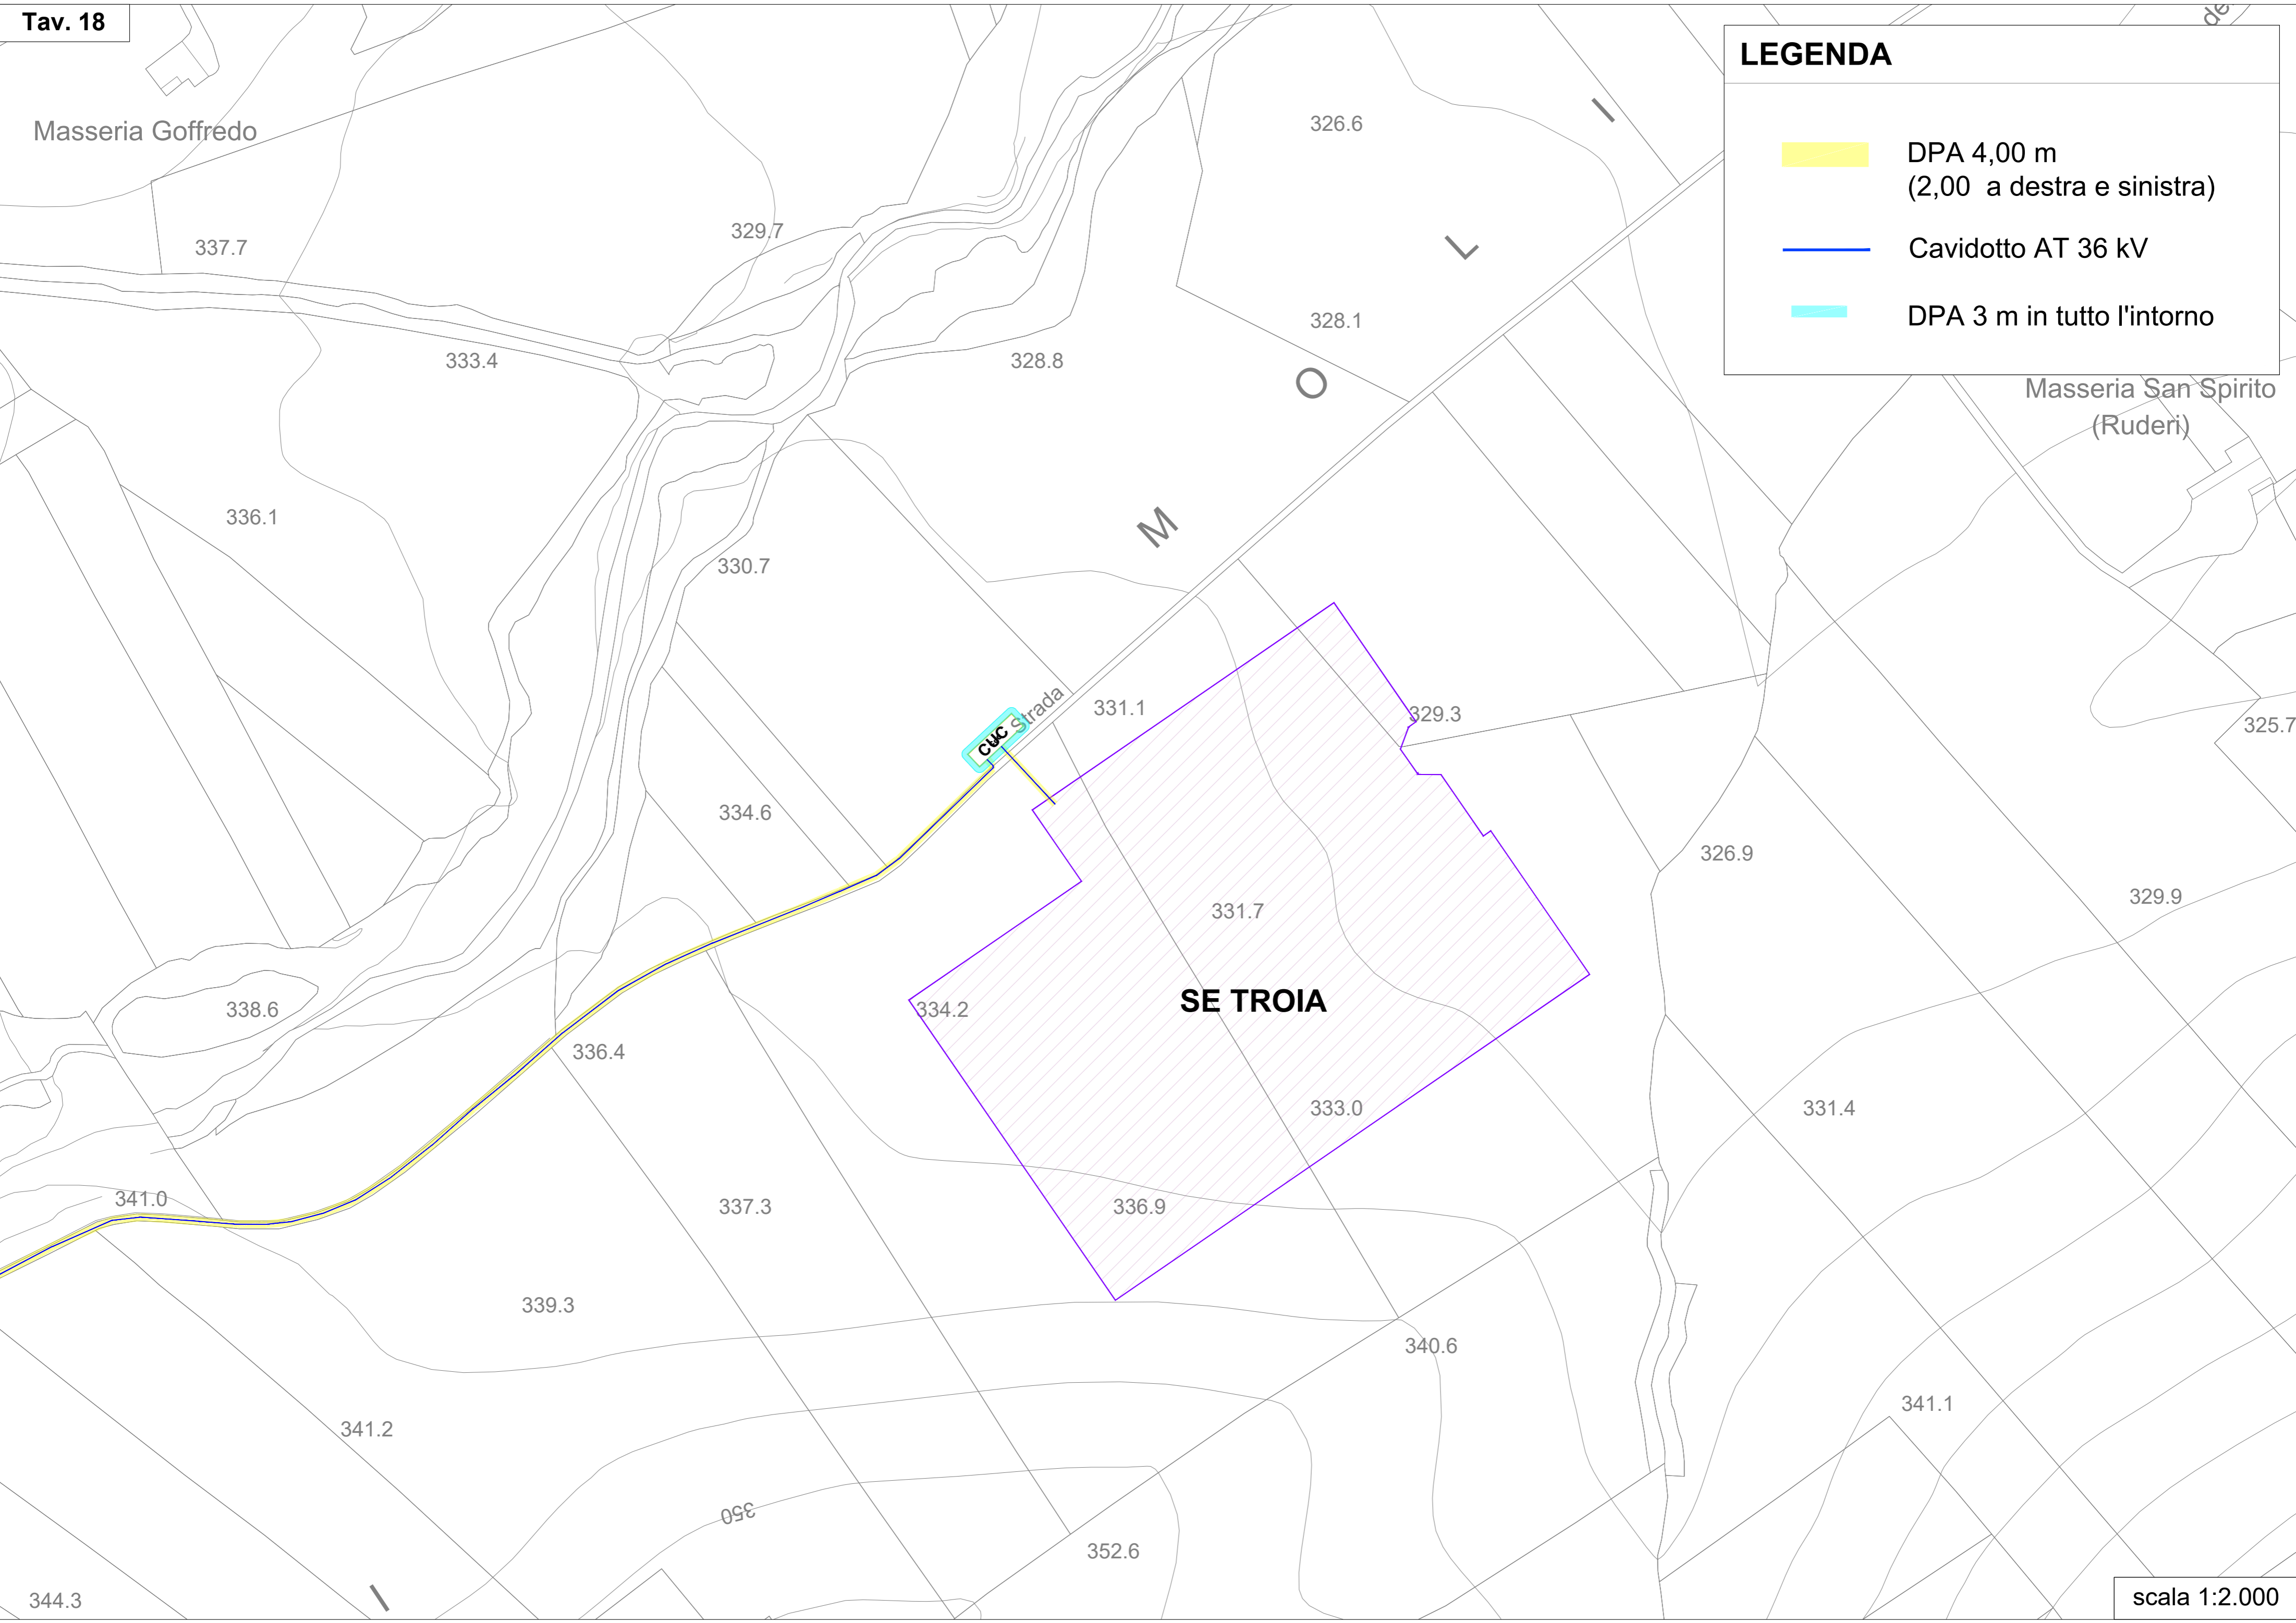 Tav. 18
de
LEGENDA
DPA 4,00 m
(2,00 a destra e sinistra)
Cavidotto AT 36 kV
DPA 3 m in tutto l'intorno
Masseria Goffredo
326.6
I
329.7
337.7
L
328.1
333.4
328.8
O
Masseria San Spirito
(Ruderi)
336.1
M
330.7
Strada
331.1
329.3
325.7
CUC
334.6
326.9
329.9
331.7
SE TROIA
338.6
334.2
336.4
333.0
331.4
341.0
337.3
336.9
339.3
340.6
341.2
341.1
350
352.6
344.3
I
scala 1:2.000